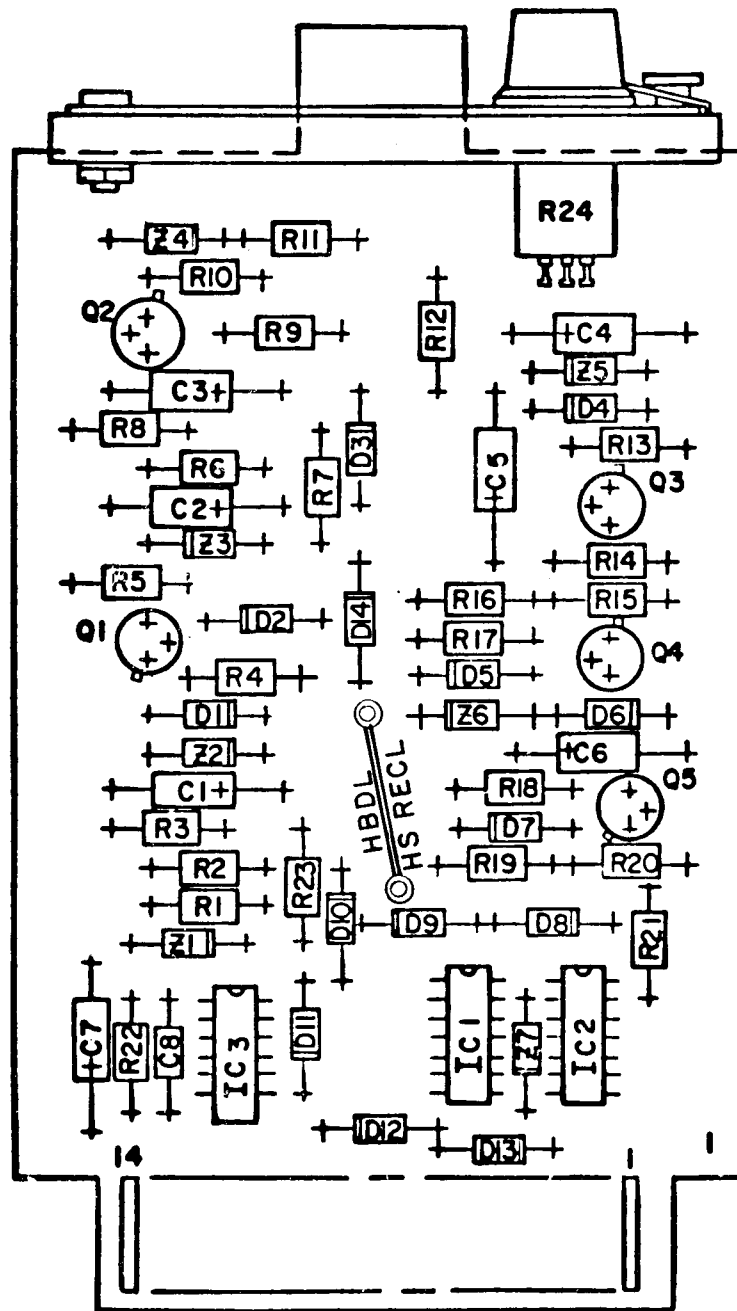 R24
Z4
R11
R10
Q2
R9
R12
C4
Z5
C3
D4
R8
D3
R13
R6
R7
C5
Q3
C2
Z3
R14
R5
R16
R15
D2
D14
Q1
R17
Q4
R4
D5
D1
Z6
D6
Z2
C6
C1
HBDL
HS RECL
R18
Q5
R3
D7
R2
R23
R19
R20
R1
D10
D9
D8
R21
Z1
C7
R22
C8
IC3
D11
IC1
Z7
IC2
D12
D13
14
1
1